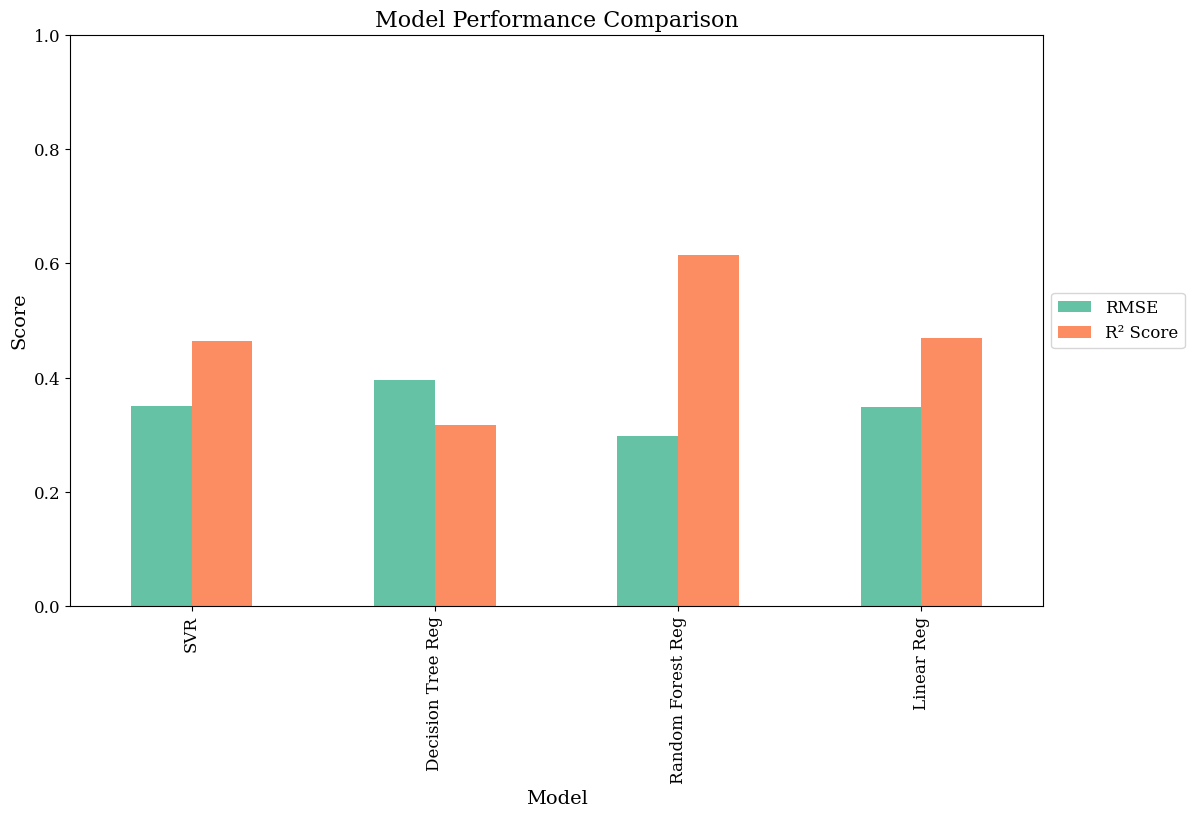 Model Performance Comparison
1.0
0.8
0.6
0.4
0.2
0.0
Score
SVR
Decision Tree Reg
Random Forest Reg
Linear Reg
Model
RMSE
R² Score